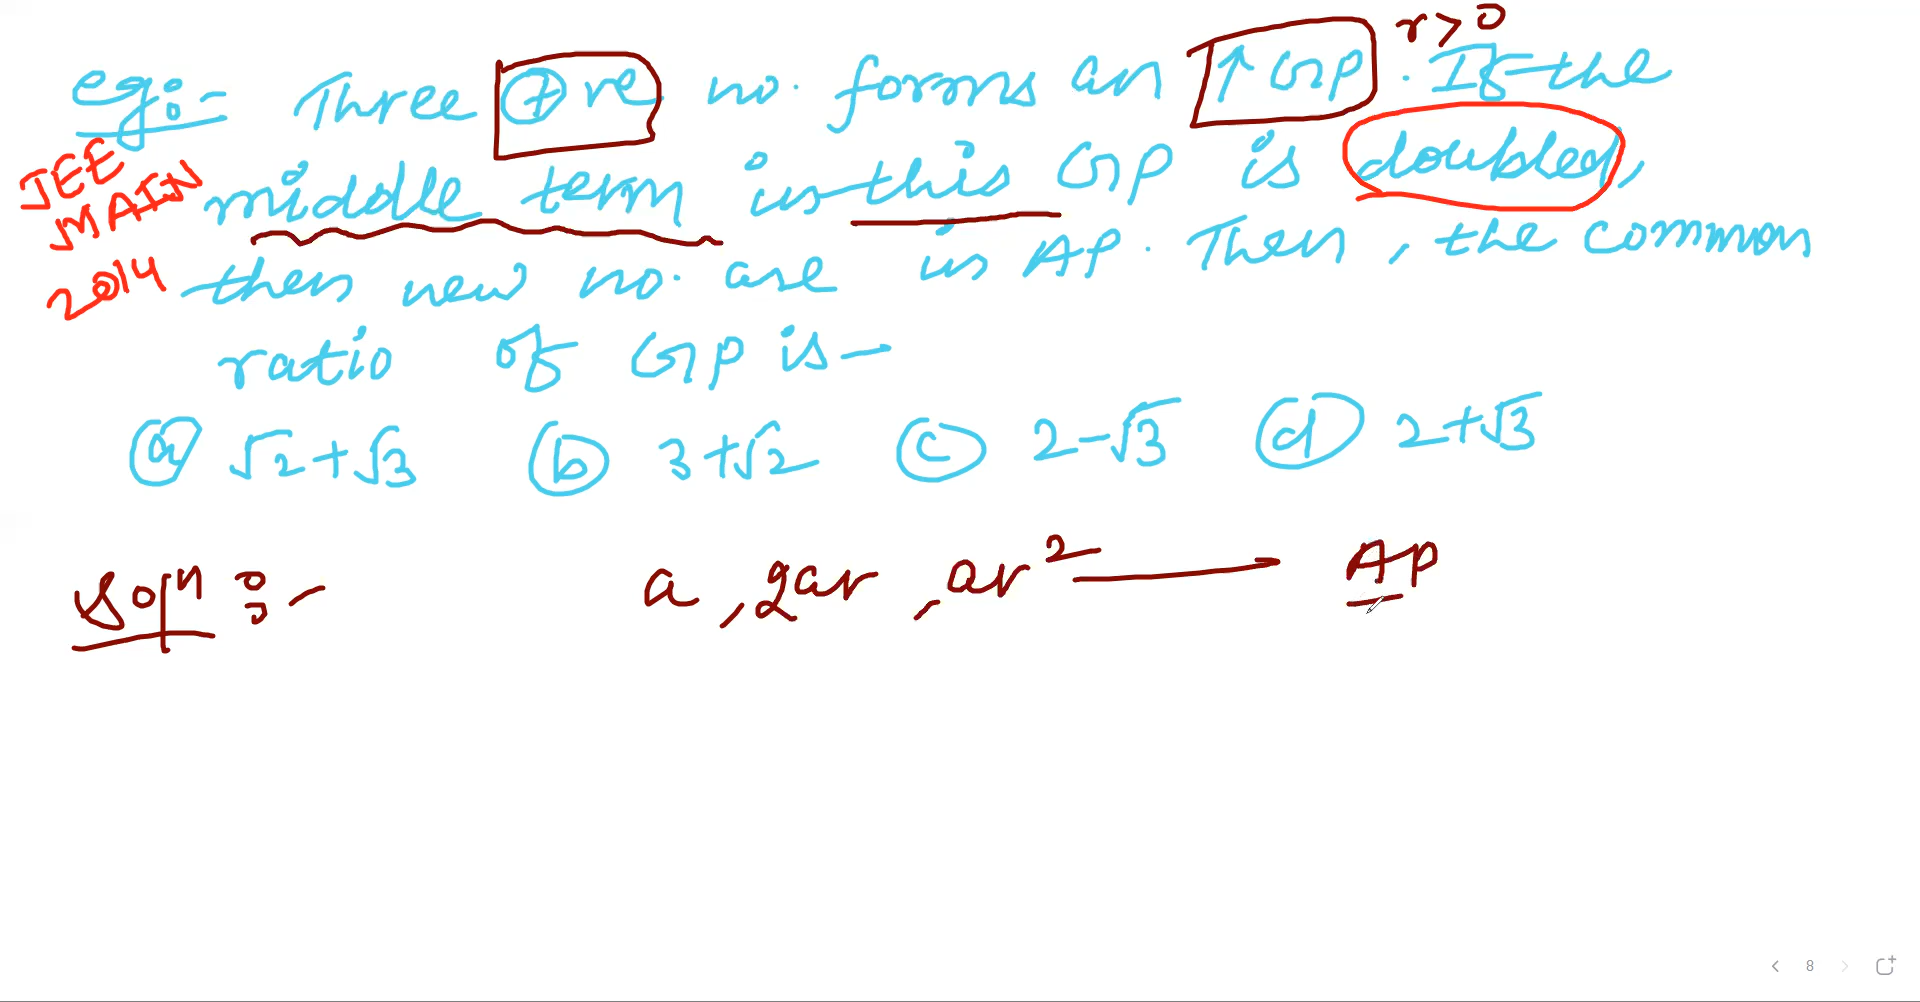 eg:- Three ⊕ve no. forms an ↑ GP. If the r>0
middle term in this GP is doubled,
then new no. are in AP. Then, the common
ratio of GP is—
ⓐ √2+√3 ⓑ 3+√2 ⓒ 2-√3 ⓓ 2+√3
JEE
MAIN
2014
Solⁿ :- a, 2ar, ar² → AP
8